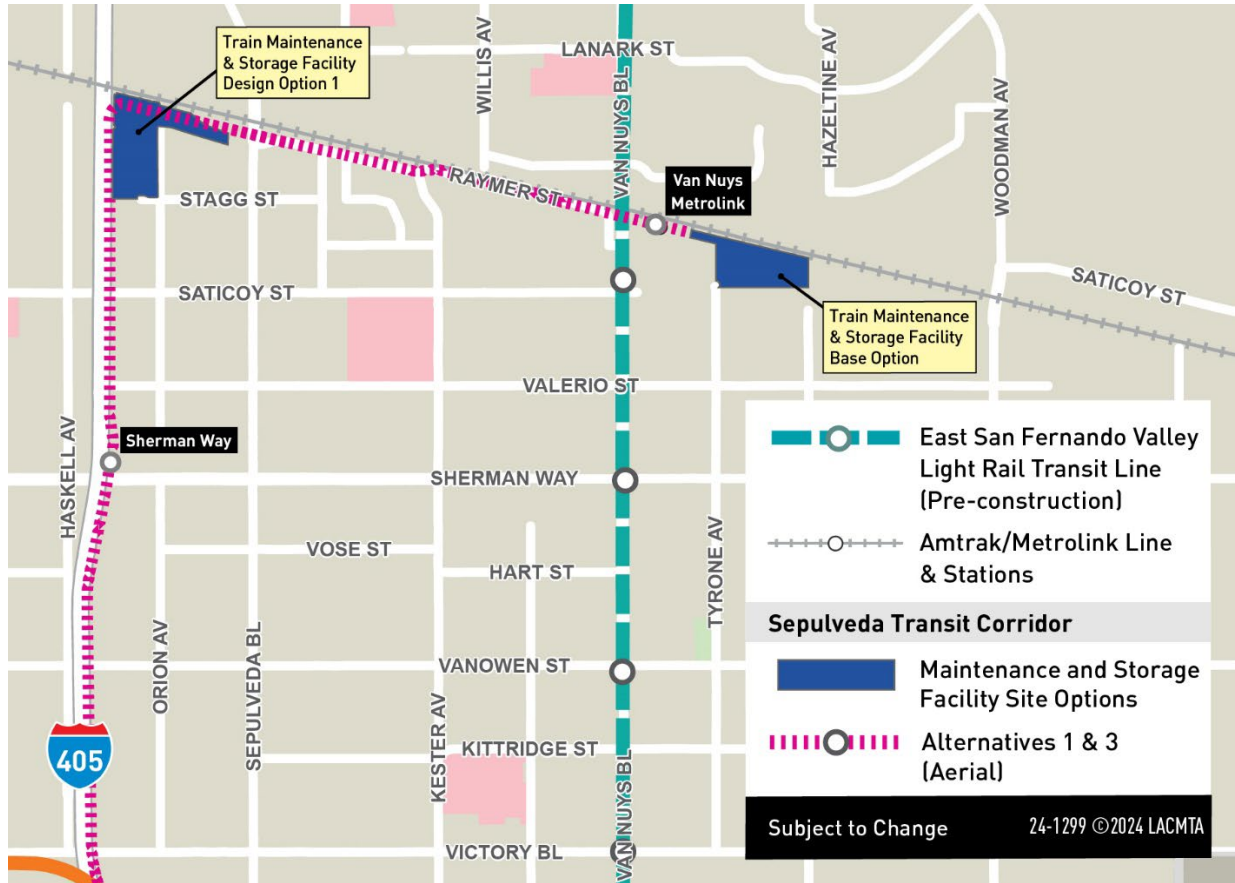 Train Maintenance
& Storage Facility
Design Option 1
WILLIS AV
LANARK ST
VAN NUYS BL
HAZELTINE AV
WOODMAN AV
RAYMER ST
Van Nuys
Metrolink
STAGG ST
SATICOY ST
SATICOY ST
Train Maintenance
& Storage Facility
Base Option
VALERIO ST
HASKELL AV
Sherman Way
SHERMAN WAY
VOSE ST
HART ST
TYRONE AV
ORION AV
SEPULVEDA BL
VANOWEN ST
KESTER AV
KITTRIDGE ST
VAN NUYS BL
405
VICTORY BL
East San Fernando Valley
Light Rail Transit Line
(Pre-construction)
Amtrak/Metrolink Line
& Stations
Sepulveda Transit Corridor
Maintenance and Storage
Facility Site Options
Alternatives 1 & 3
(Aerial)
Subject to Change
24-1299 ©2024 LACMTA